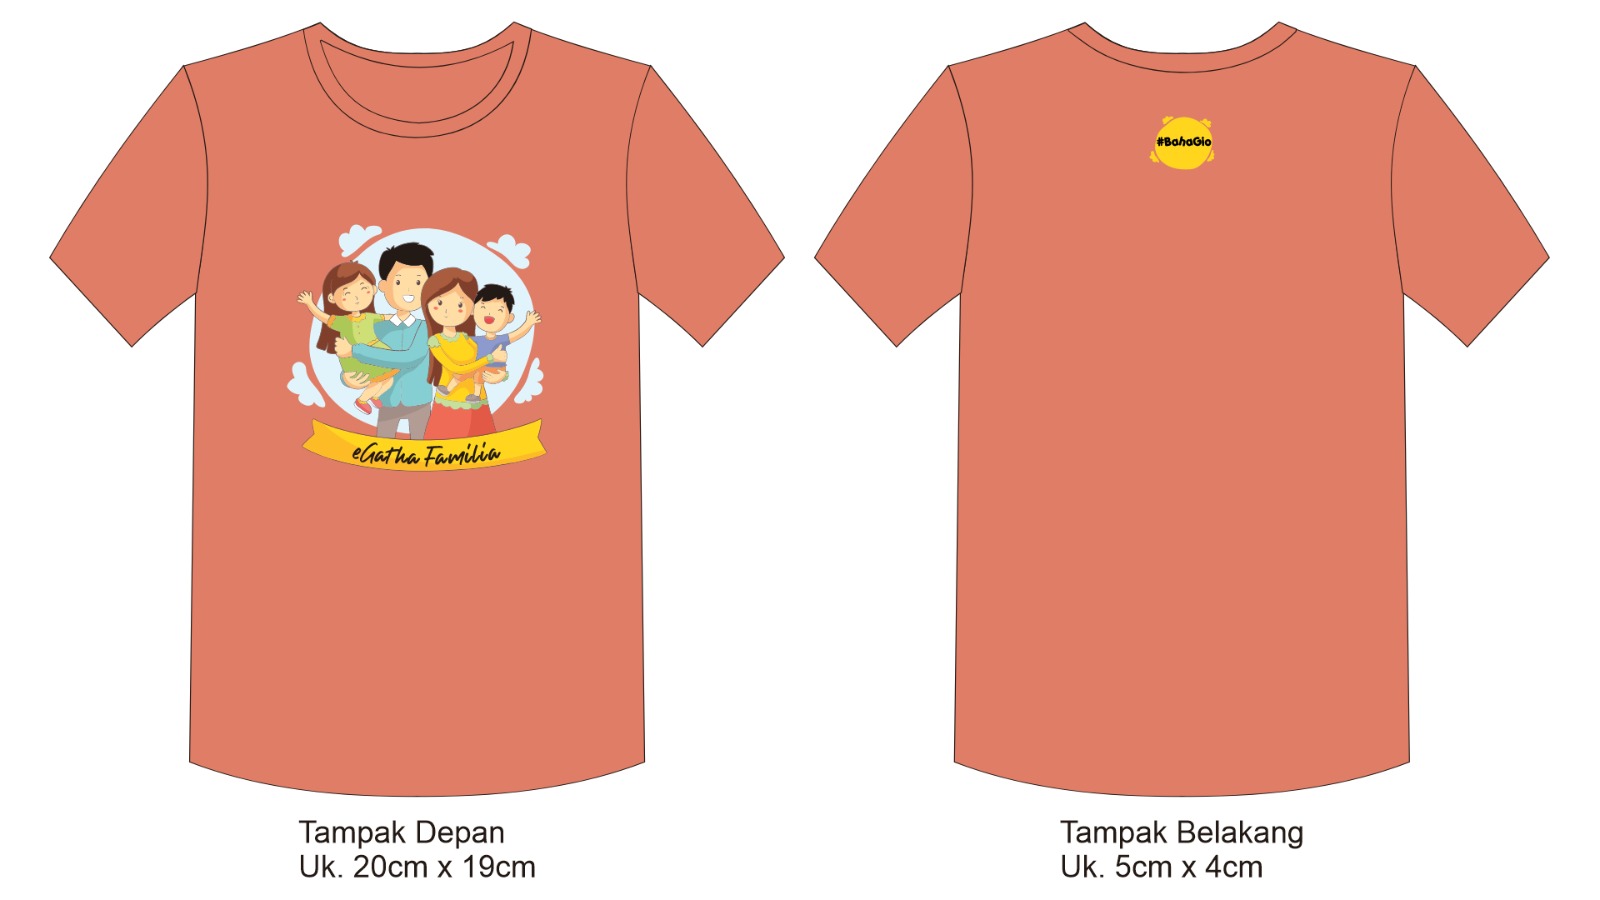 eGatha Familia
#BahaGio
Tampak Depan
Uk. 20cm x 19cm
Tampak Belakang
Uk. 5cm x 4cm